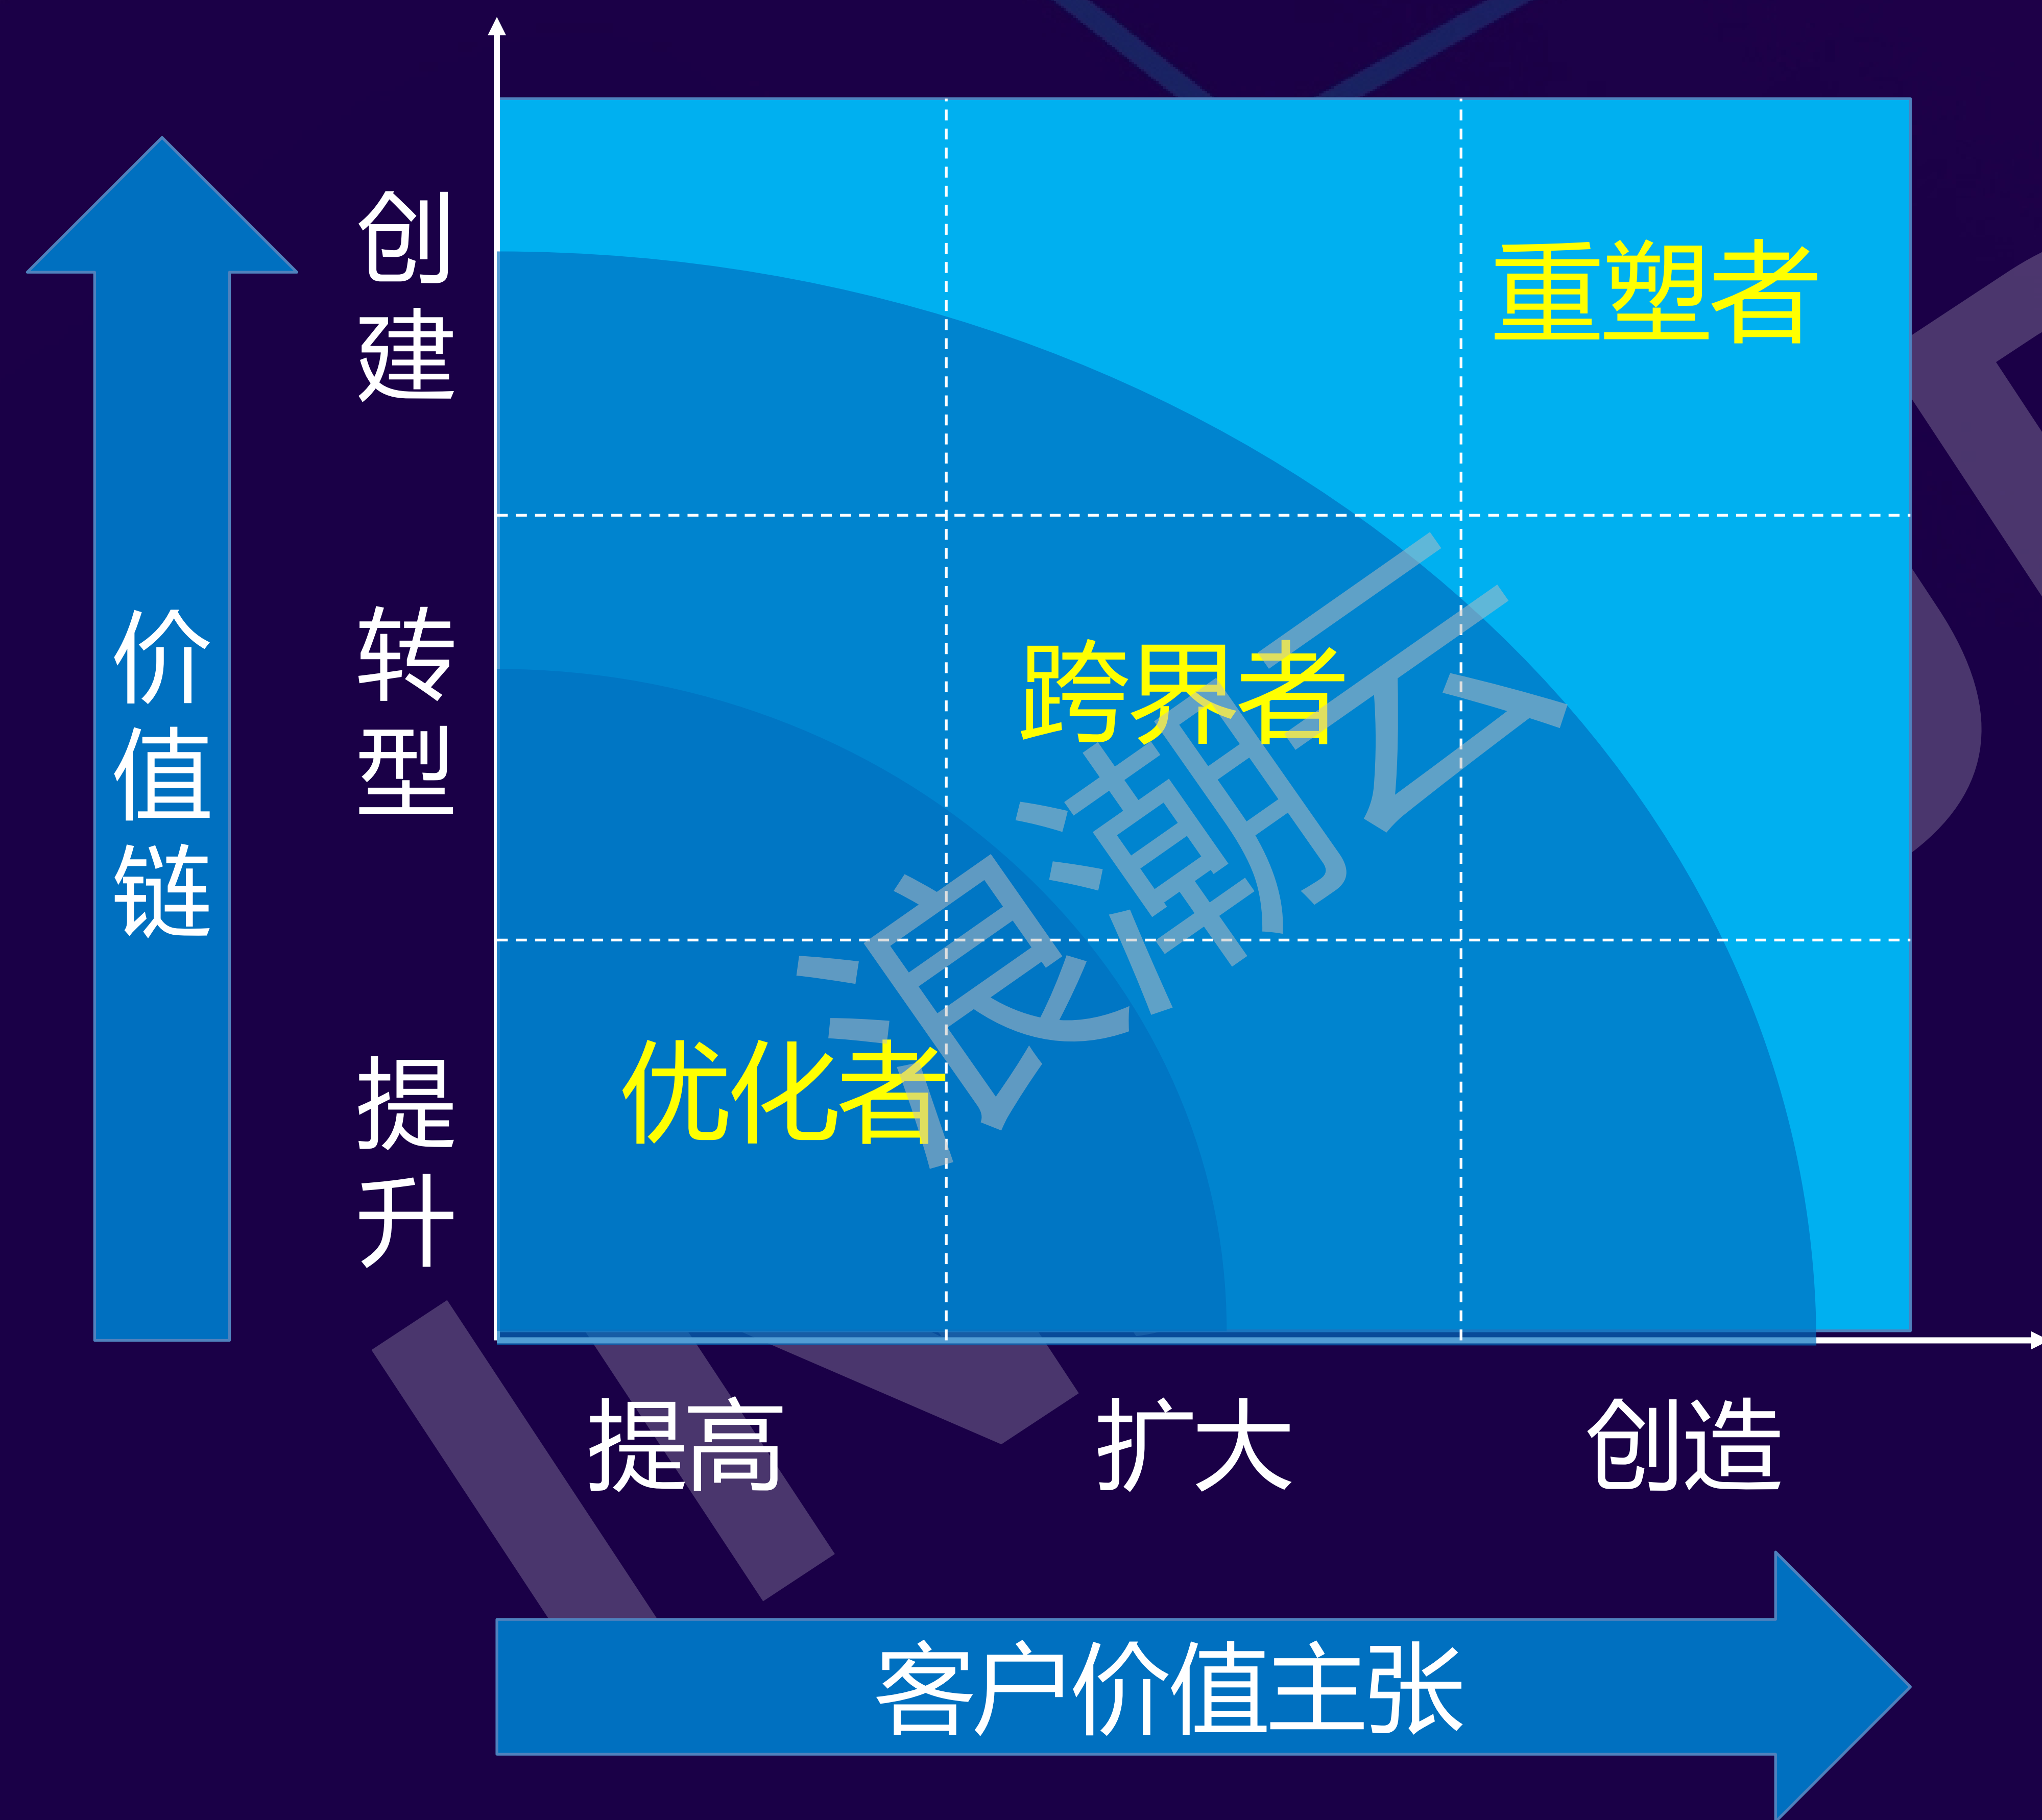 创建
重塑者
转型
跨界者
价值链
浪潮云
优化者
提升
提高
扩大
创造
客户价值主张